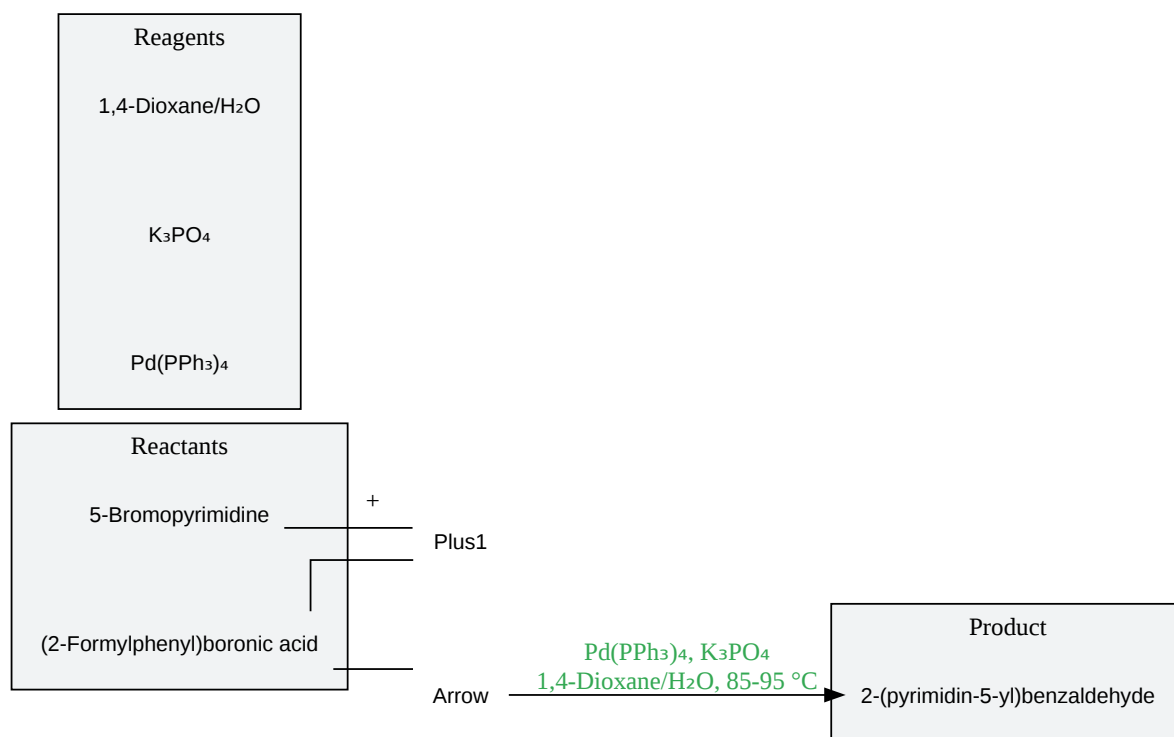 Reagents
1,4-Dioxane/H₂O
K₃PO₄
Pd(PPh₃)₄
Reactants
5-Bromopyrimidine
+
Plus1
(2-Formylphenyl)boronic acid
Arrow
Pd(PPh₃)₄, K₃PO₄
1,4-Dioxane/H₂O, 85-95 °C
Product
2-(pyrimidin-5-yl)benzaldehyde